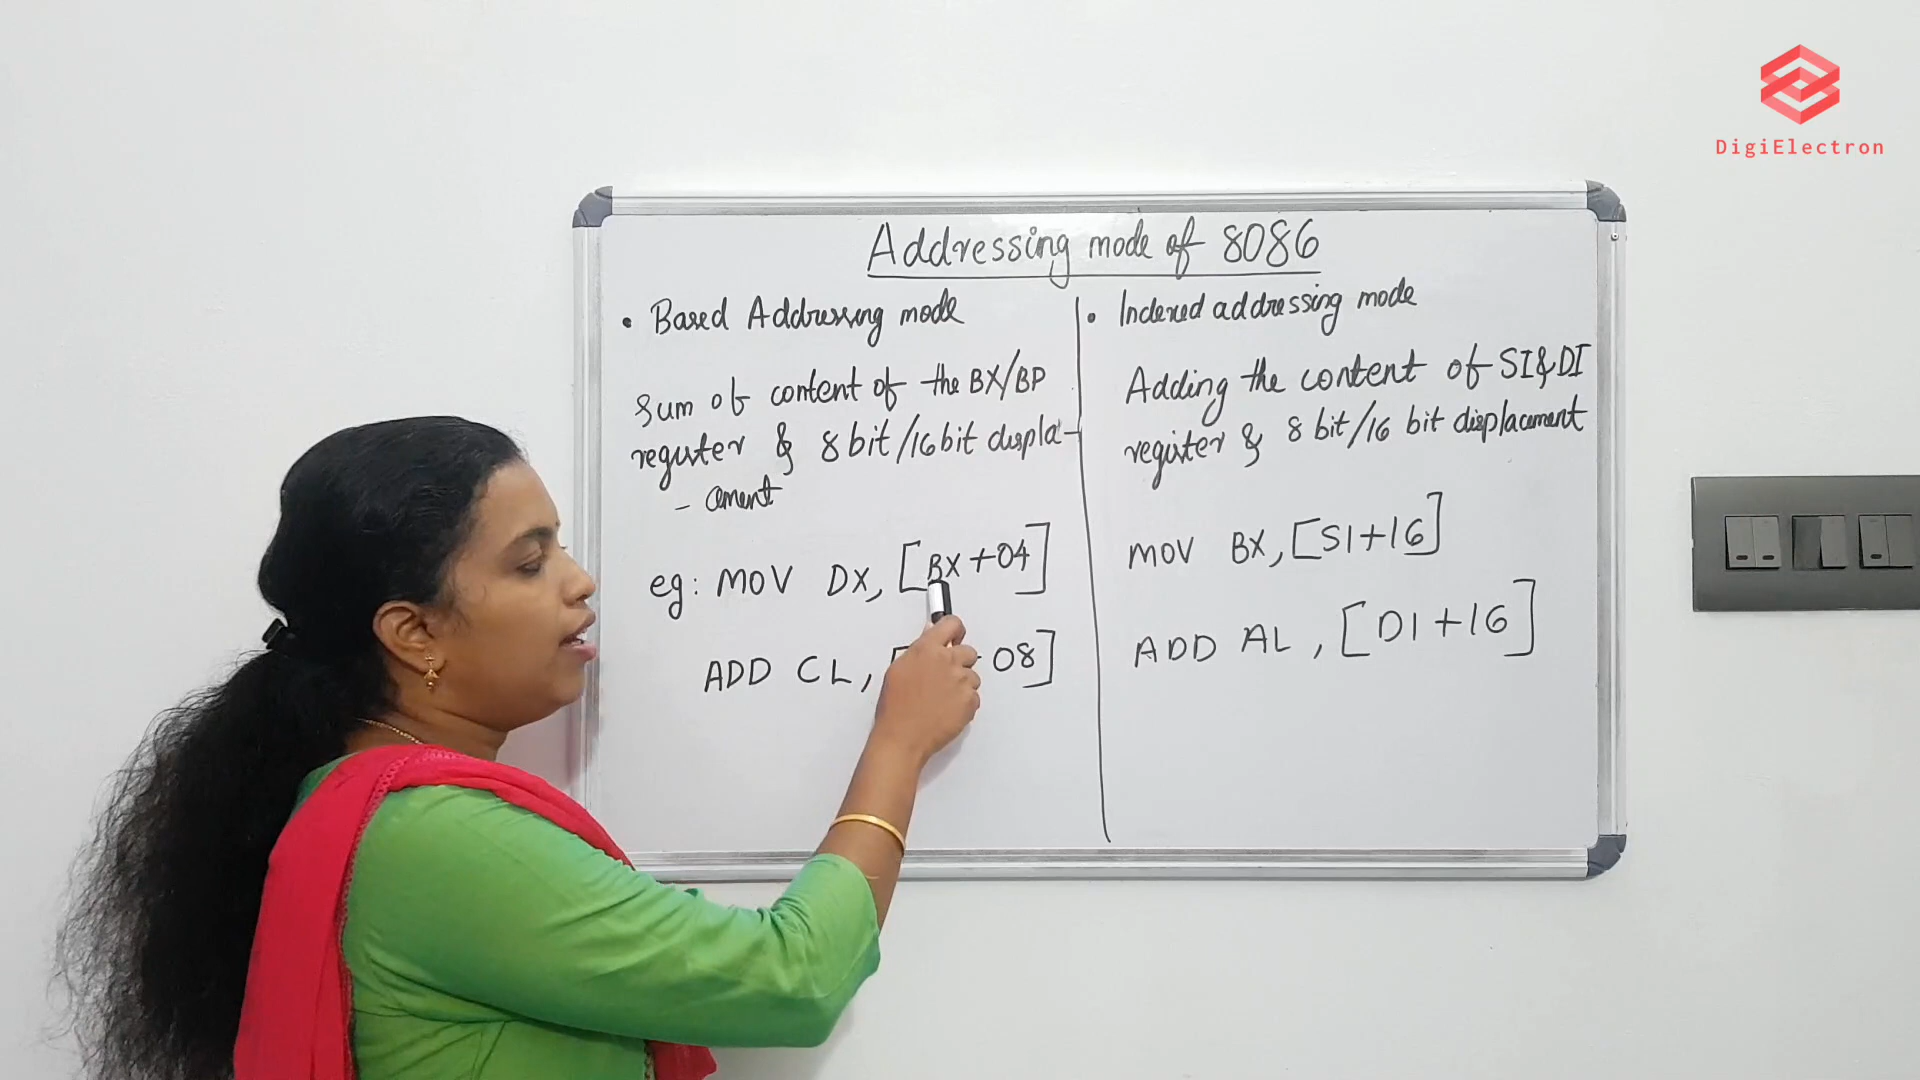 DigiElectron
Addressing mode of 8086
• Based Addressing mode
Sum of content of the BX/BP
register & 8 bit/16 bit displa-
- cement
eg: MOV DX, [BX+04]
ADD CL, [ 08]
• Indexed addressing mode
Adding the content of SI & DI
register & 8 bit/16 bit displacement
MOV BX, [SI+16]
ADD AL, [DI+16]